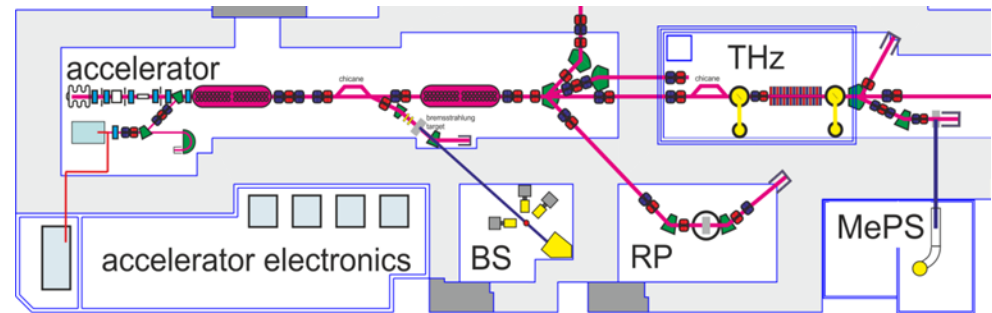 accelerator
chicane
bremsstrahlung
target
chicane
THz
accelerator electronics
BS
RP
MePS